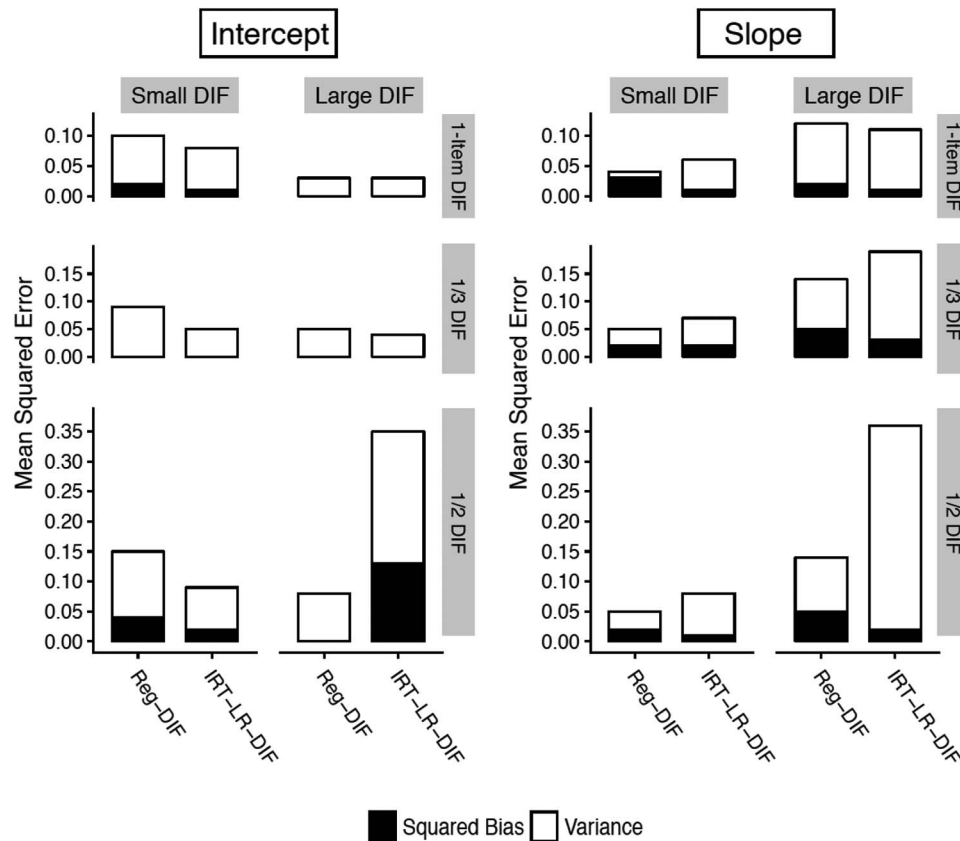 Intercept
Slope
Small DIF
Large DIF
Small DIF
Large DIF
Mean Squared Error
0.10
0.05
0.00
1-Item DIF
0.15
0.10
0.05
0.00
1/3 DIF
0.35
0.30
0.25
0.20
0.15
0.10
0.05
0.00
1/2 DIF
Reg-DIF
IRT-LR-DIF
Reg-DIF
IRT-LR-DIF
Mean Squared Error
0.10
0.05
0.00
1-Item DIF
0.15
0.10
0.05
0.00
1/3 DIF
0.35
0.30
0.25
0.20
0.15
0.10
0.05
0.00
1/2 DIF
Reg-DIF
IRT-LR-DIF
Reg-DIF
IRT-LR-DIF
Squared Bias
Variance